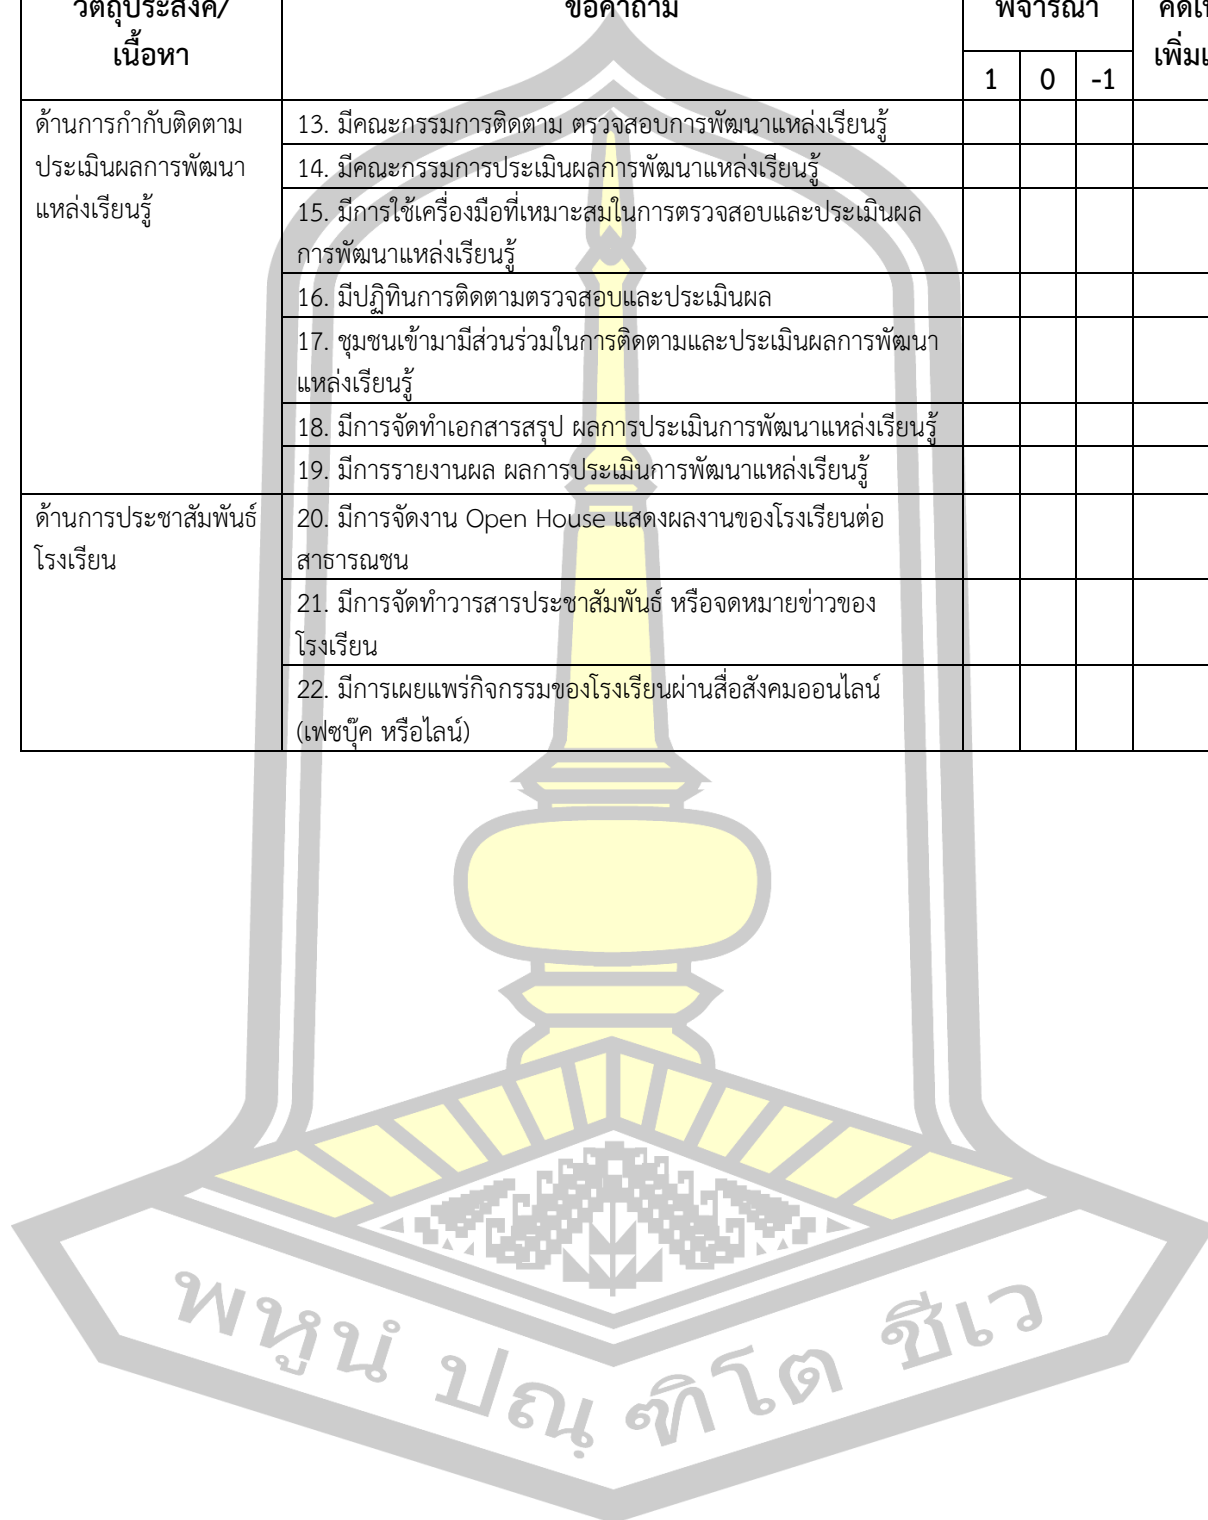 วัตถุประสงค์/
เนื้อหา
ข้อคำถาม
พิจารณา
เพิ่มเ
1 0 -1
ด้านการกำกับติดตาม
ประเมินผลการพัฒนา
แหล่งเรียนรู้
13. มีคณะกรรมการติดตาม ตรวจสอบการพัฒนาแหล่งเรียนรู้
14. มีคณะกรรมการประเมินผลการพัฒนาแหล่งเรียนรู้
15. มีการใช้เครื่องมือที่เหมาะสมในการตรวจสอบและประเมินผล
การพัฒนาแหล่งเรียนรู้
16. มีปฏิทินการติดตามตรวจสอบและประเมินผล
17. ชุมชนเข้ามามีส่วนร่วมในการติดตามและประเมินผลการพัฒนา
แหล่งเรียนรู้
18. มีการจัดทำเอกสารสรุป ผลการประเมินการพัฒนาแหล่งเรียนรู้
19. มีการรายงานผล ผลการประเมินการพัฒนาแหล่งเรียนรู้
ด้านการประชาสัมพันธ์
โรงเรียน
20. มีการจัดงาน Open House แสดงผลงานของโรงเรียนต่อ
สาธารณชน
21. มีการจัดทำวารสารประชาสัมพันธ์ หรือจดหมายข่าวของ
โรงเรียน
22. มีการเผยแพร่กิจกรรมของโรงเรียนผ่านสื่อสังคมออนไลน์
(เฟซบุ๊ค หรือไลน์)
พหูนํ ปณฺ ฑิโต ชีเว